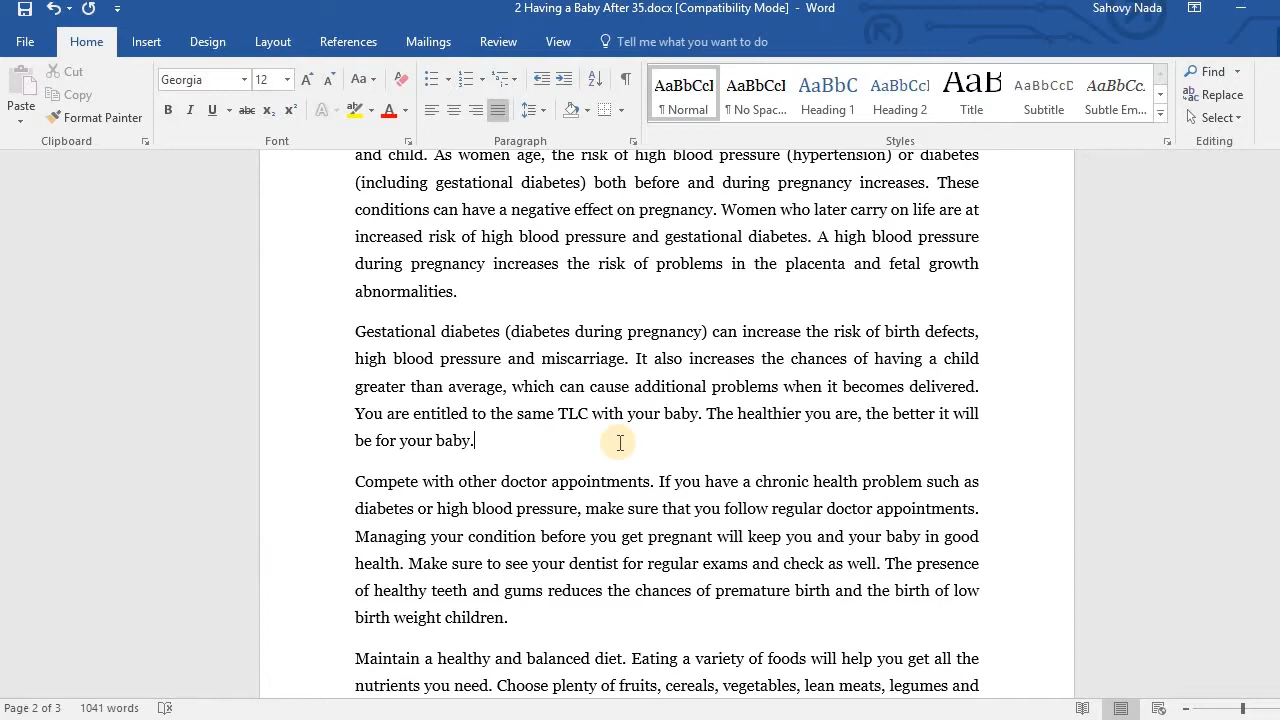 2 Having a Baby After 35.docx [Compatibility Mode] - Word
Sahovy Nada
File Home Insert Design Layout References Mailings Review View Tell me what you want to do
Paste
Cut
Copy
Format Painter
Clipboard
Georgia 12
B I U abc x₂ x²
Font
Paragraph
AaBbCcI AaBbCcI AaBbC AaBbCcI AaB AaBbCcD AaBbCc.
¶ Normal ¶ No Spac... Heading 1 Heading 2 Title Subtitle Subtle Em...
Styles
Find
Replace
Select
Editing
and child. As women age, the risk of high blood pressure (hypertension) or diabetes
(including gestational diabetes) both before and during pregnancy increases. These
conditions can have a negative effect on pregnancy. Women who later carry on life are at
increased risk of high blood pressure and gestational diabetes. A high blood pressure
during pregnancy increases the risk of problems in the placenta and fetal growth
abnormalities.
Gestational diabetes (diabetes during pregnancy) can increase the risk of birth defects,
high blood pressure and miscarriage. It also increases the chances of having a child
greater than average, which can cause additional problems when it becomes delivered.
You are entitled to the same TLC with your baby. The healthier you are, the better it will
be for your baby.
Compete with other doctor appointments. If you have a chronic health problem such as
diabetes or high blood pressure, make sure that you follow regular doctor appointments.
Managing your condition before you get pregnant will keep you and your baby in good
health. Make sure to see your dentist for regular exams and check as well. The presence
of healthy teeth and gums reduces the chances of premature birth and the birth of low
birth weight children.
Maintain a healthy and balanced diet. Eating a variety of foods will help you get all the
nutrients you need. Choose plenty of fruits, cereals, vegetables, lean meats, legumes and
Page 2 of 3 1041 words